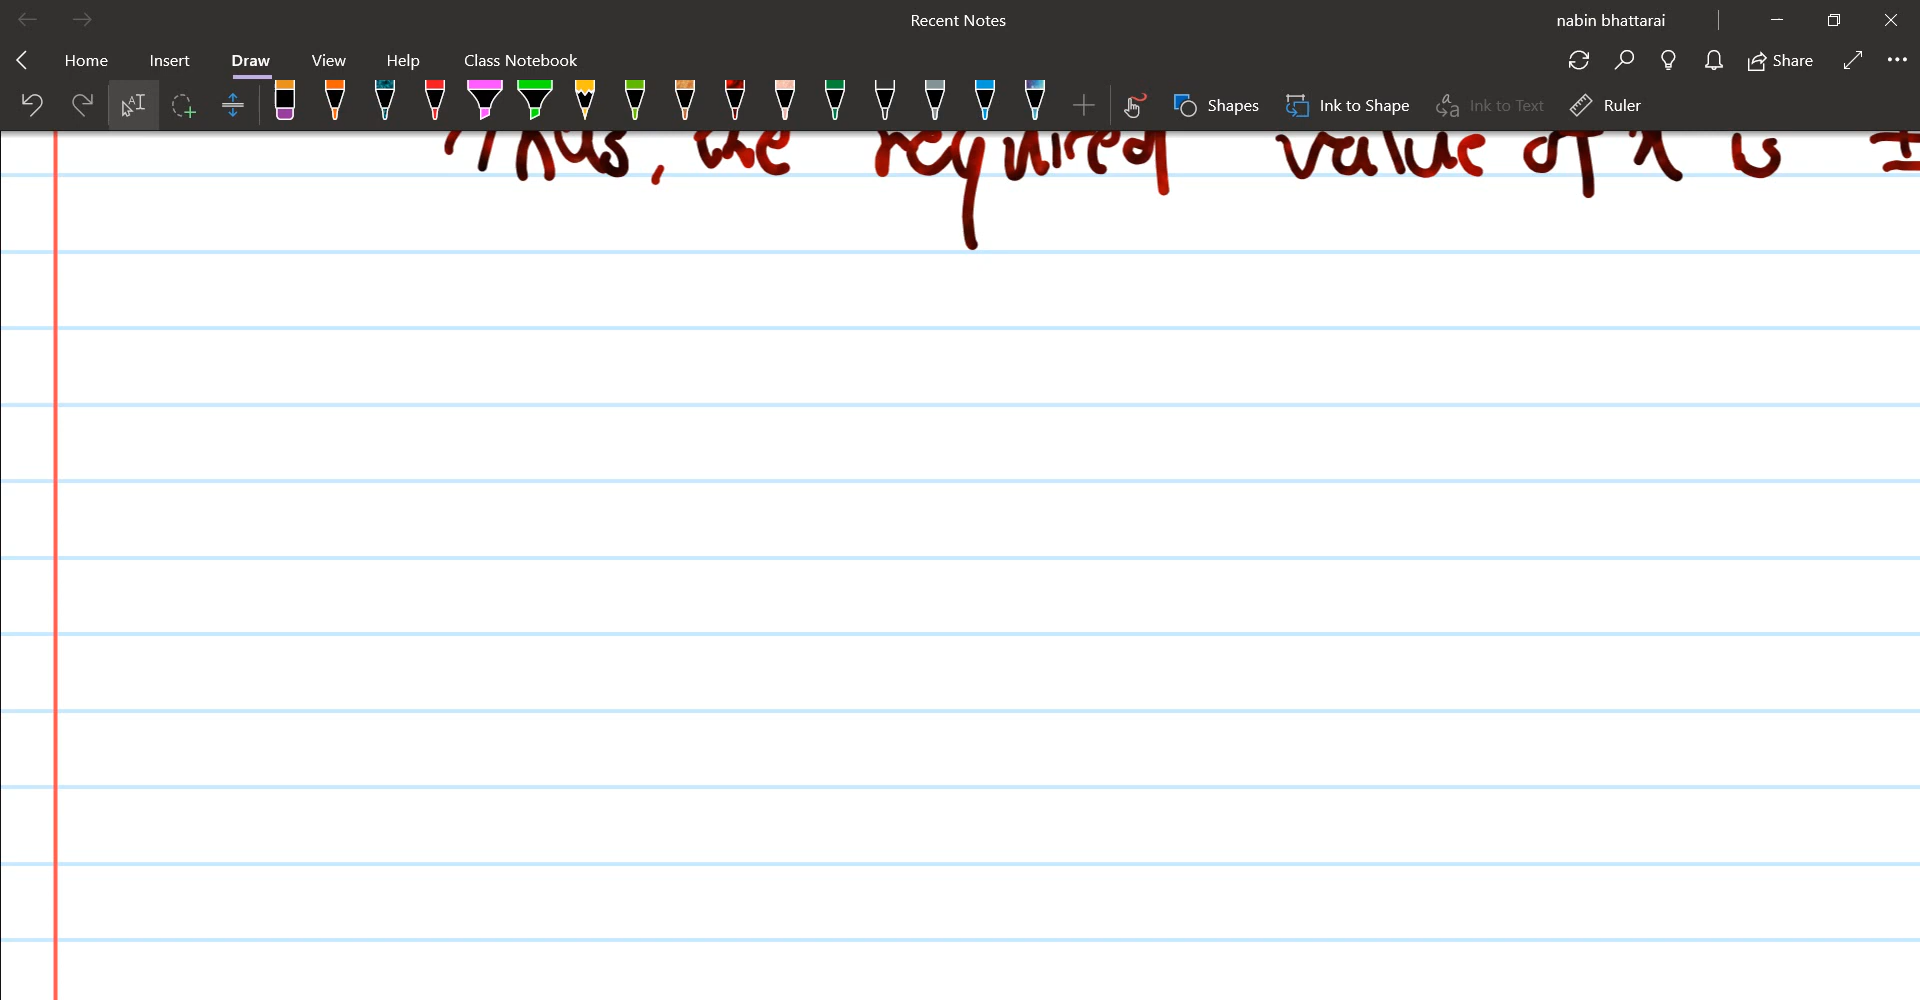 Recent Notes
nabin bhattarai
Home Insert Draw View Help Class Notebook
Share
Shapes Ink to Shape Ink to Text Ruler
Thus, the required value of x is ±